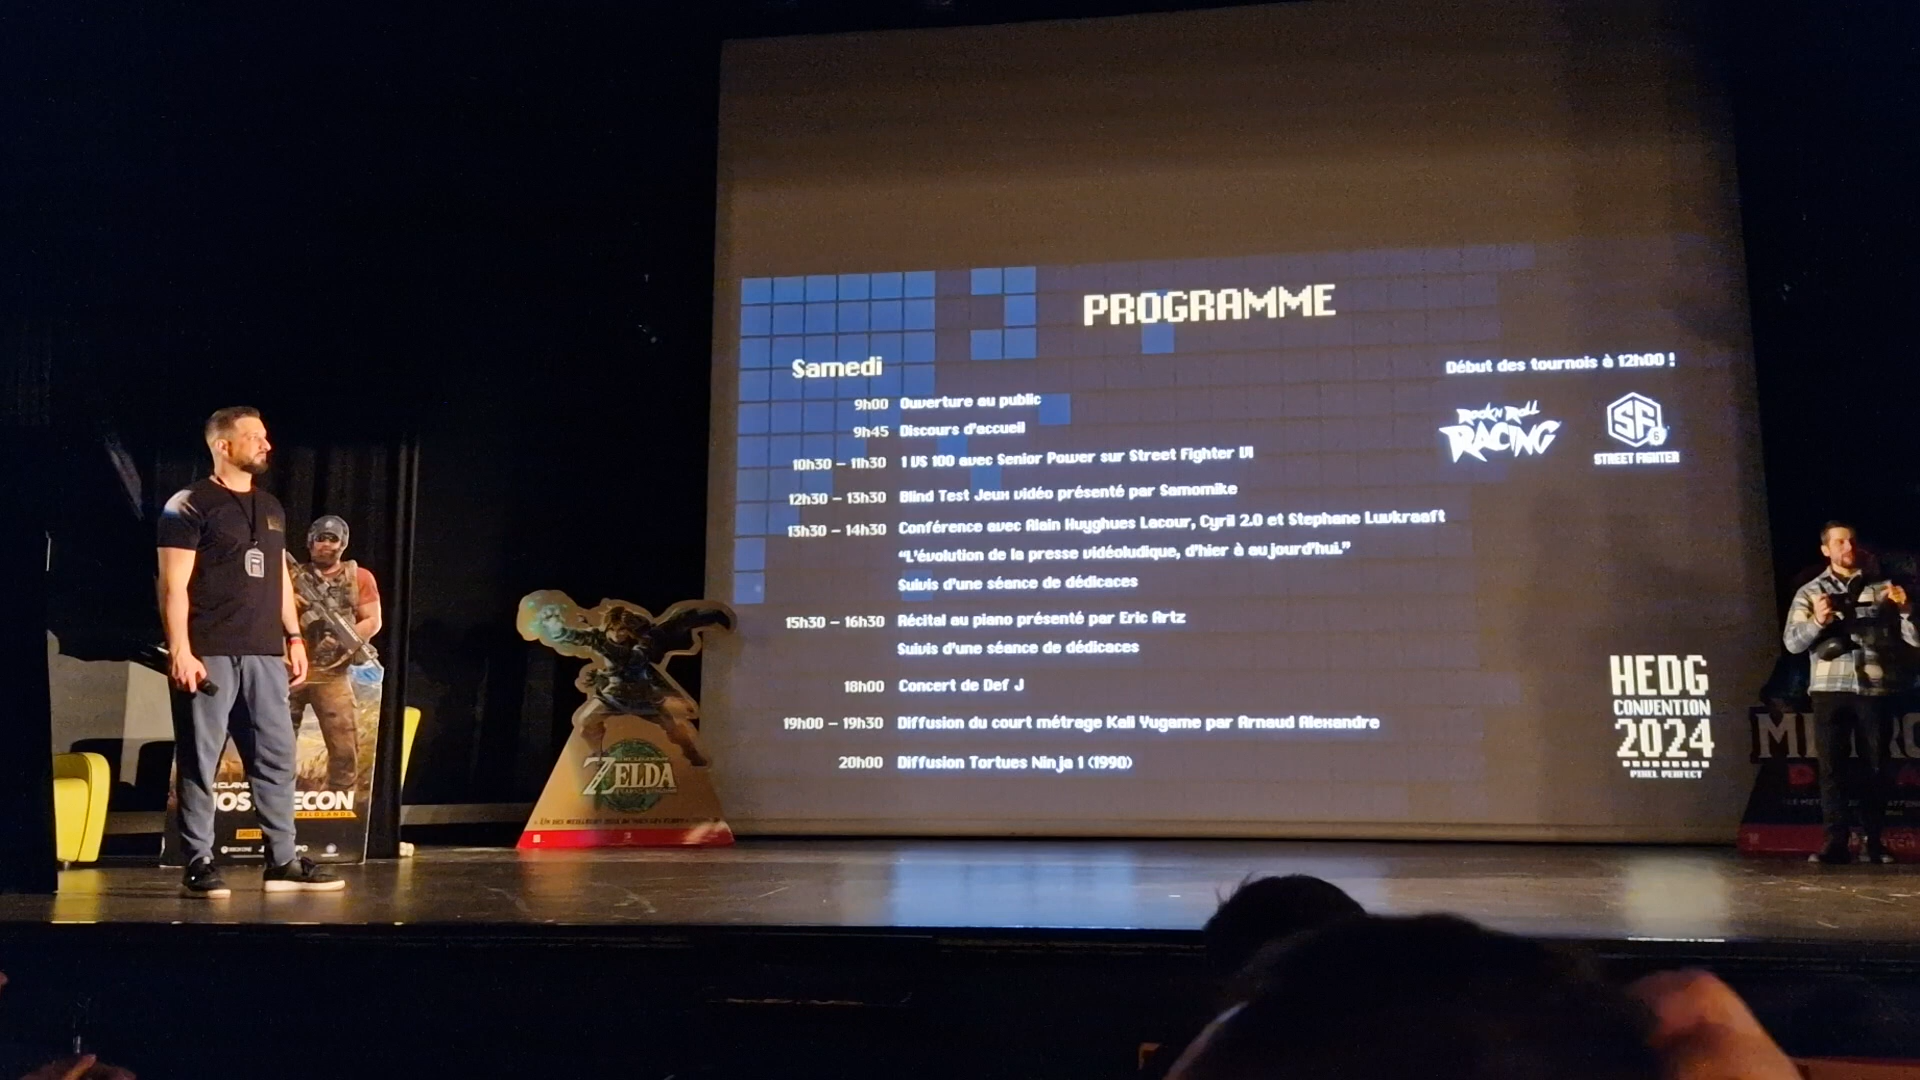 PROGRAMME
Samedi
Début des tournois à 12h00 !
9h00 Ouverture au public
9h45 Discours d'accueil
10h30 – 11h30 1 VS 100 avec Senior Power sur Street Fighter VI
12h30 – 13h30 Blind Test Jeux vidéo présenté par Samomike
13h30 – 14h30 Conférence avec Alain Huyghues Lacour, Cyril 2.0 et Stephane Luvkraaft
“L'évolution de la presse vidéoludique, d'hier à aujourd'hui.”
Suivis d'une séance de dédicaces
15h30 – 16h30 Récital au piano présenté par Eric Artz
Suivis d'une séance de dédicaces
18h00 Concert de Def J
19h00 – 19h30 Diffusion du court métrage Kali Yugame par Arnaud Alexandre
20h00 Diffusion Tortues Ninja 1 (1990)
ROCK N ROLL
RACING
SF
6
STREET FIGHTER
HEDG
CONVENTION
2024
PIXEL PERFECT
ZELDA
ECON
WILDLANDS
XBOX ONE
PC